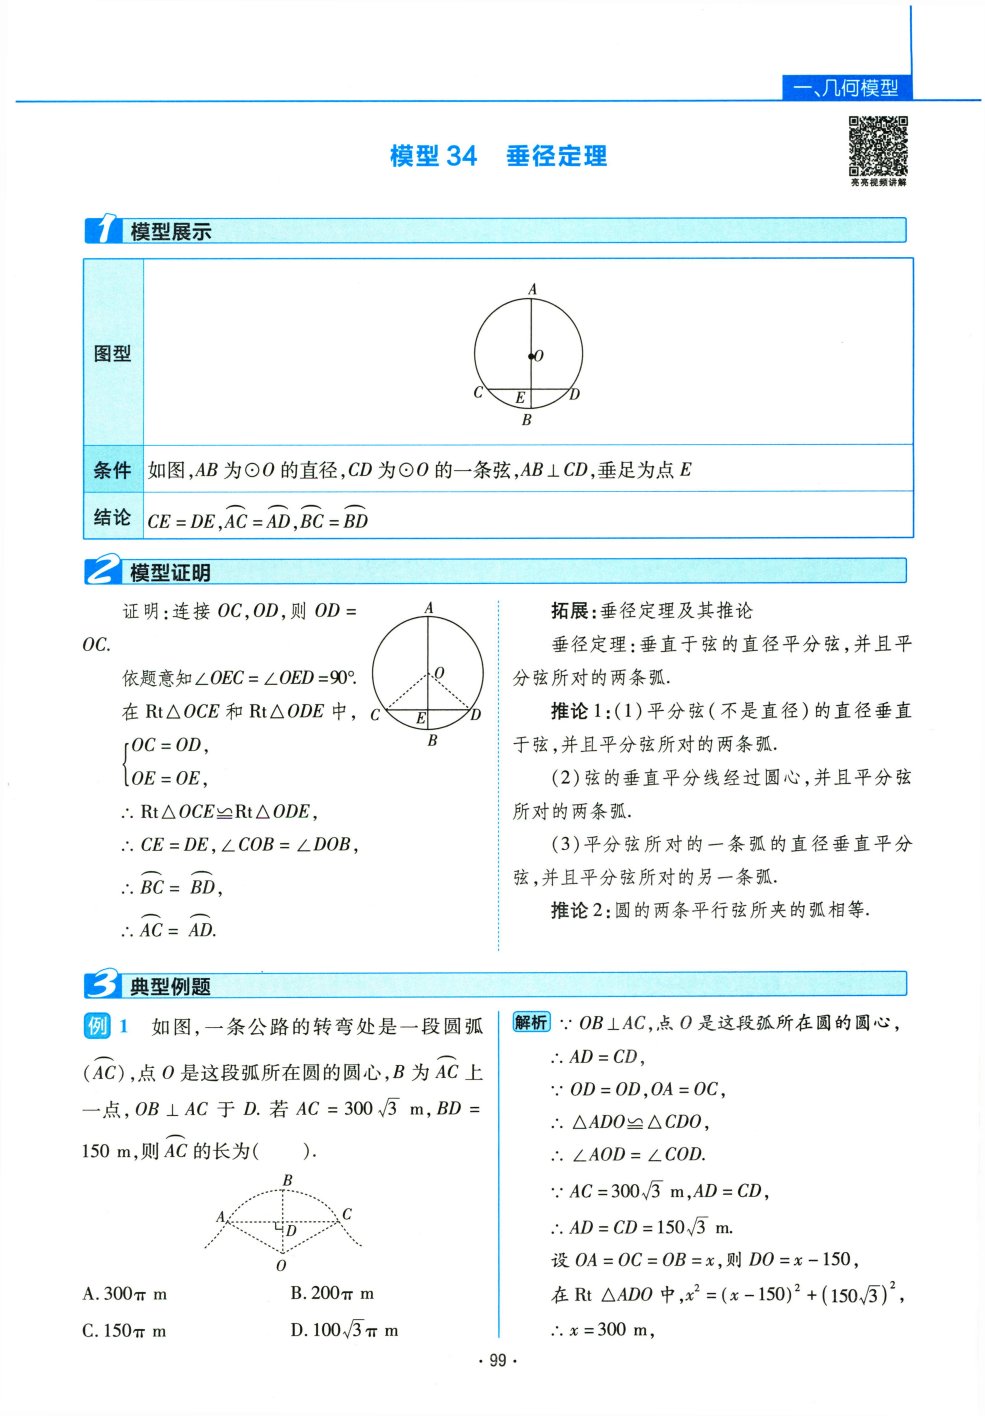 一、几何模型
模型 34 垂径定理
亮亮视频讲解
1 模型展示
图型
A
O
C
E
D
B
条件 如图,AB 为⊙O 的直径,CD 为⊙O 的一条弦,AB⊥CD,垂足为点 E
结论 CE = DE,A͡C = A͡D,B͡C = B͡D
2 模型证明
证明:连接 OC,OD,则 OD =
OC.
依题意知∠OEC = ∠OED =90°.
在 Rt△OCE 和 Rt△ODE 中,
{OC = OD,
OE = OE,
∴ Rt△OCE≌Rt△ODE,
∴ CE = DE,∠COB = ∠DOB,
∴ B͡C = B͡D,
∴ A͡C = A͡D.
A
O
C
E
D
B
拓展:垂径定理及其推论
垂径定理:垂直于弦的直径平分弦,并且平
分弦所对的两条弧.
推论1:(1)平分弦(不是直径)的直径垂直
于弦,并且平分弦所对的两条弧.
(2)弦的垂直平分线经过圆心,并且平分弦
所对的两条弧.
(3)平分弦所对的一条弧的直径垂直平分
弦,并且平分弦所对的另一条弧.
推论2:圆的两条平行弦所夹的弧相等.
3 典型例题
例 1 如图,一条公路的转弯处是一段圆弧
(A͡C),点 O 是这段弧所在圆的圆心,B 为 A͡C 上
一点,OB ⊥ AC 于 D. 若 AC = 300√3 m,BD =
150 m,则 A͡C 的长为( ).
B
A
C
D
O
A. 300π m B. 200π m
C. 150π m D. 100√3π m
解析 ∵ OB⊥AC,点 O 是这段弧所在圆的圆心,
∴ AD = CD,
∵ OD = OD,OA = OC,
∴ △ADO≌△CDO,
∴ ∠AOD = ∠COD.
∵ AC = 300√3 m,AD = CD,
∴ AD = CD = 150√3 m.
设 OA = OC = OB = x,则 DO = x - 150,
在 Rt △ADO 中,x² = (x - 150)² + (150√3)²,
∴ x = 300 m,
· 99 ·